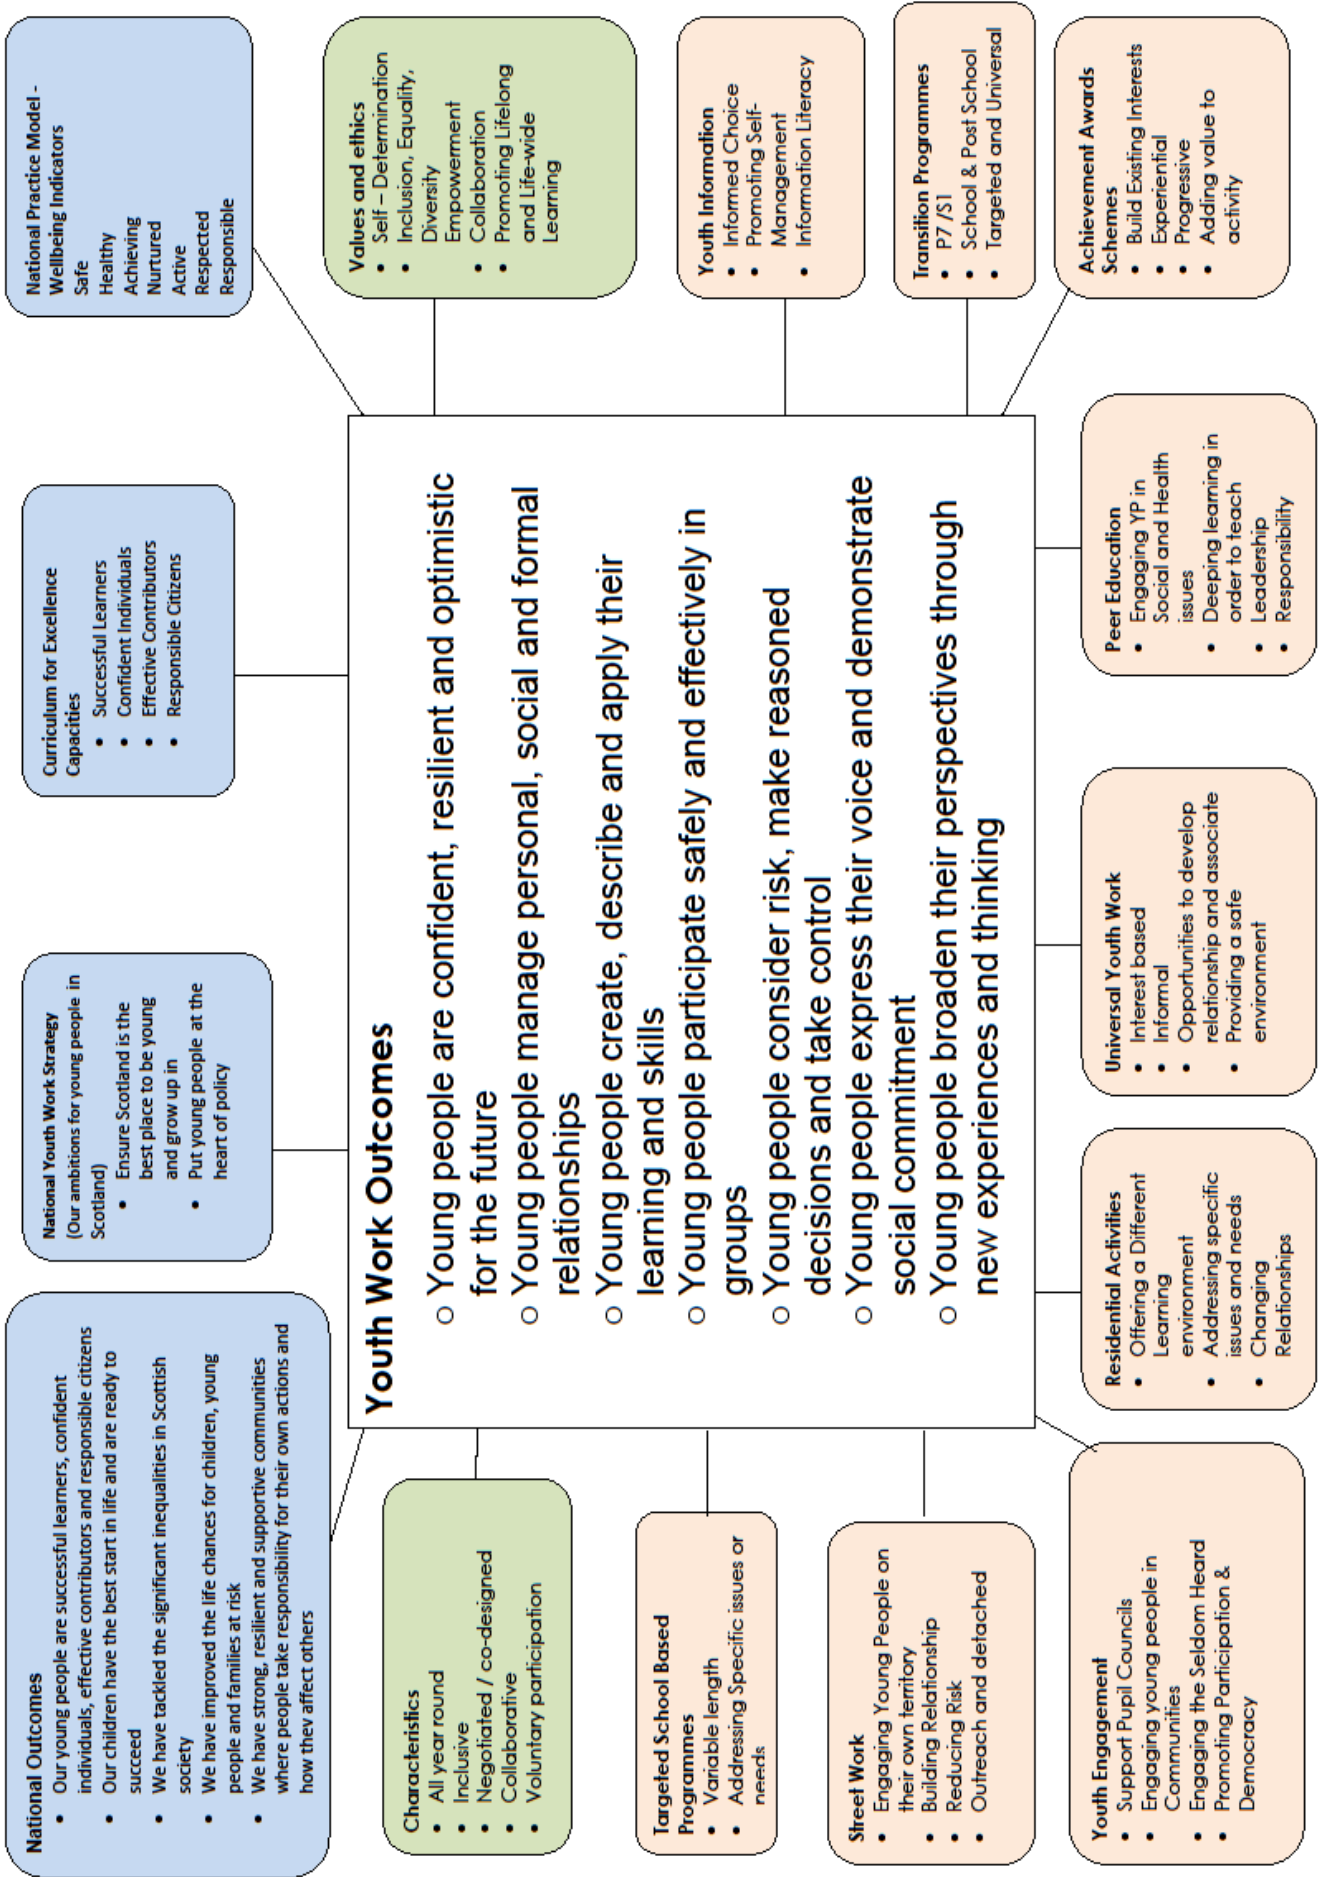 National Outcomes
• Our young people are successful learners, confident
individuals, effective contributors and responsible citizens
• Our children have the best start in life and are ready to
succeed
• We have tackled the significant inequalities in Scottish
society
• We have improved the life chances for children, young
people and families at risk
• We have strong, resilient and supportive communities
where people take responsibility for their own actions and
how they affect others
National Youth Work Strategy
(Our ambitions for young people in
Scotland)
• Ensure Scotland is the
best place to be young
and grow up in
• Put young people at the
heart of policy
Curriculum for Excellence
Capacities
• Successful Learners
• Confident Individuals
• Effective Contributors
• Responsible Citizens
National Practice Model -
Wellbeing Indicators
Safe
Healthy
Achieving
Nurtured
Active
Respected
Responsible
Characteristics
• All year round
• Inclusive
• Negotiated / co-designed
• Collaborative
• Voluntary participation
Youth Work Outcomes
○ Young people are confident, resilient and optimistic
for the future
○ Young people manage personal, social and formal
relationships
○ Young people create, describe and apply their
learning and skills
○ Young people participate safely and effectively in
groups
○ Young people consider risk, make reasoned
decisions and take control
○ Young people express their voice and demonstrate
social commitment
○ Young people broaden their perspectives through
new experiences and thinking
Values and ethics
• Self – Determination
• Inclusion, Equality,
Diversity
Empowerment
• Collaboration
• Promoting Lifelong
and Life-wide
Learning
Targeted School Based
Programmes
• Variable length
• Addressing Specific issues or
needs
Street Work
• Engaging Young People on
their own territory
• Building Relationship
• Reducing Risk
• Outreach and detached
Youth Information
• Informed Choice
• Promoting Self-
Management
• Information Literacy
Transition Programmes
• P7 /S1
• School & Post School
• Targeted and Universal
Youth Engagement
• Support Pupil Councils
• Engaging young people in
Communities
• Engaging the Seldom Heard
• Promoting Participation &
Democracy
Residential Activities
• Offering a Different
Learning
environment
• Addressing specific
issues and needs
• Changing
Relationships
Universal Youth Work
• Interest based
• Informal
• Opportunities to develop
relationship and associate
• Providing a safe
environment
Peer Education
• Engaging YP in
Social and Health
issues
• Deeping learning in
order to teach
• Leadership
• Responsibility
Achievement Awards
Schemes
• Build Existing Interests
• Experiential
• Progressive
• Adding value to
activity